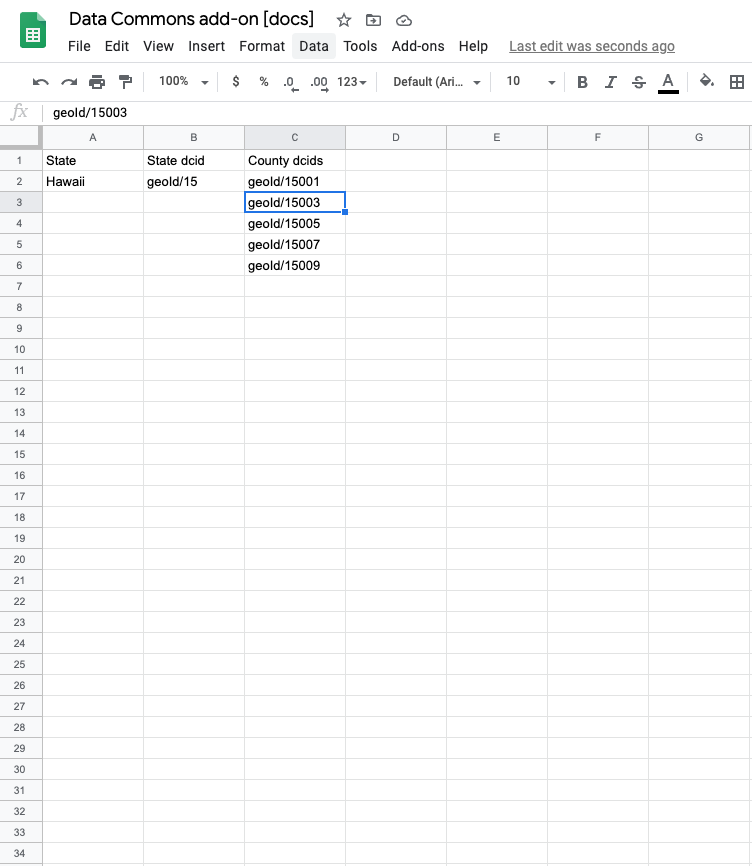 Data Commons add-on [docs]
File Edit View Insert Format Data Tools Add-ons Help Last edit was seconds ago
100% $ % .0 .00 123 Default (Ari... 10 B I S A
fx geoId/15003
A B C D E F G
1 State State dcid County dcids
2 Hawaii geoId/15 geoId/15001
3 geoId/15003
4 geoId/15005
5 geoId/15007
6 geoId/15009
7
8
9
10
11
12
13
14
15
16
17
18
19
20
21
22
23
24
25
26
27
28
29
30
31
32
33
34